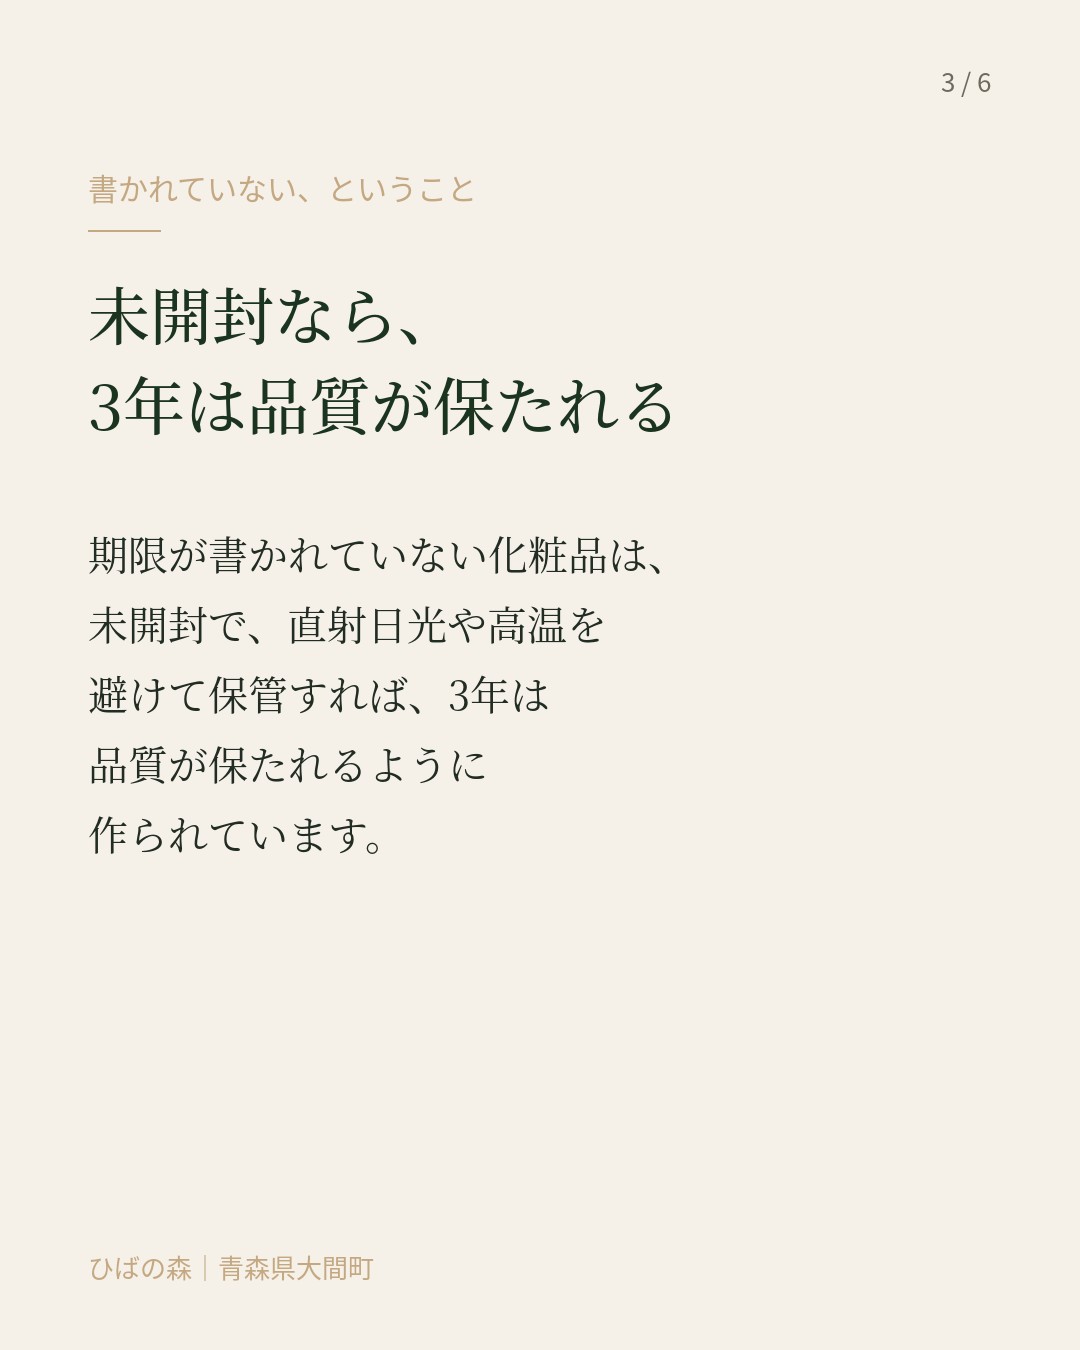 3 / 6
書かれていない、ということ
未開封なら、
3年は品質が保たれる
期限が書かれていない化粧品は、
未開封で、直射日光や高温を
避けて保管すれば、3年は
品質が保たれるように
作られています。
ひばの森｜青森県大間町